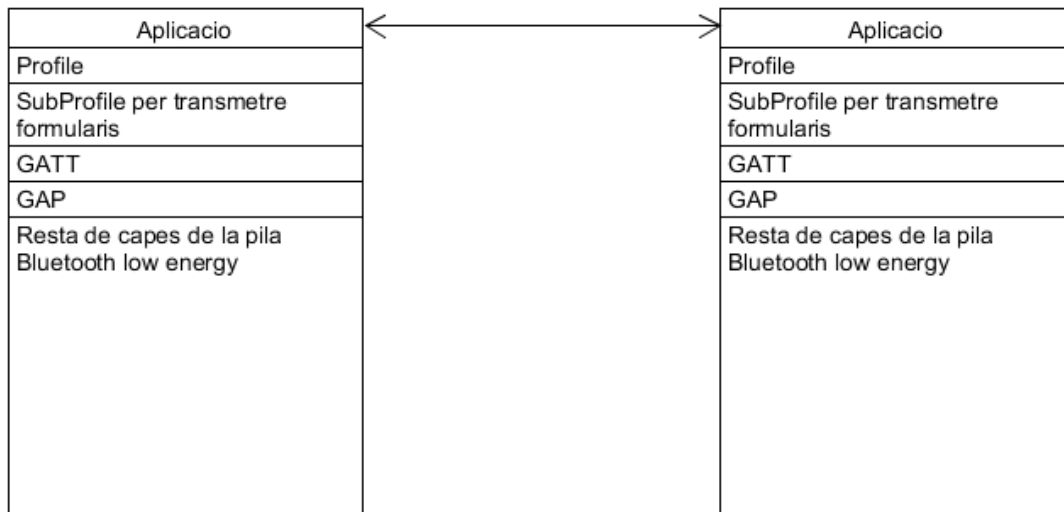 Aplicacio
Profile
SubProfile per transmetre
formularis
GATT
GAP
Resta de capes de la pila
Bluetooth low energy
Aplicacio
Profile
SubProfile per transmetre
formularis
GATT
GAP
Resta de capes de la pila
Bluetooth low energy